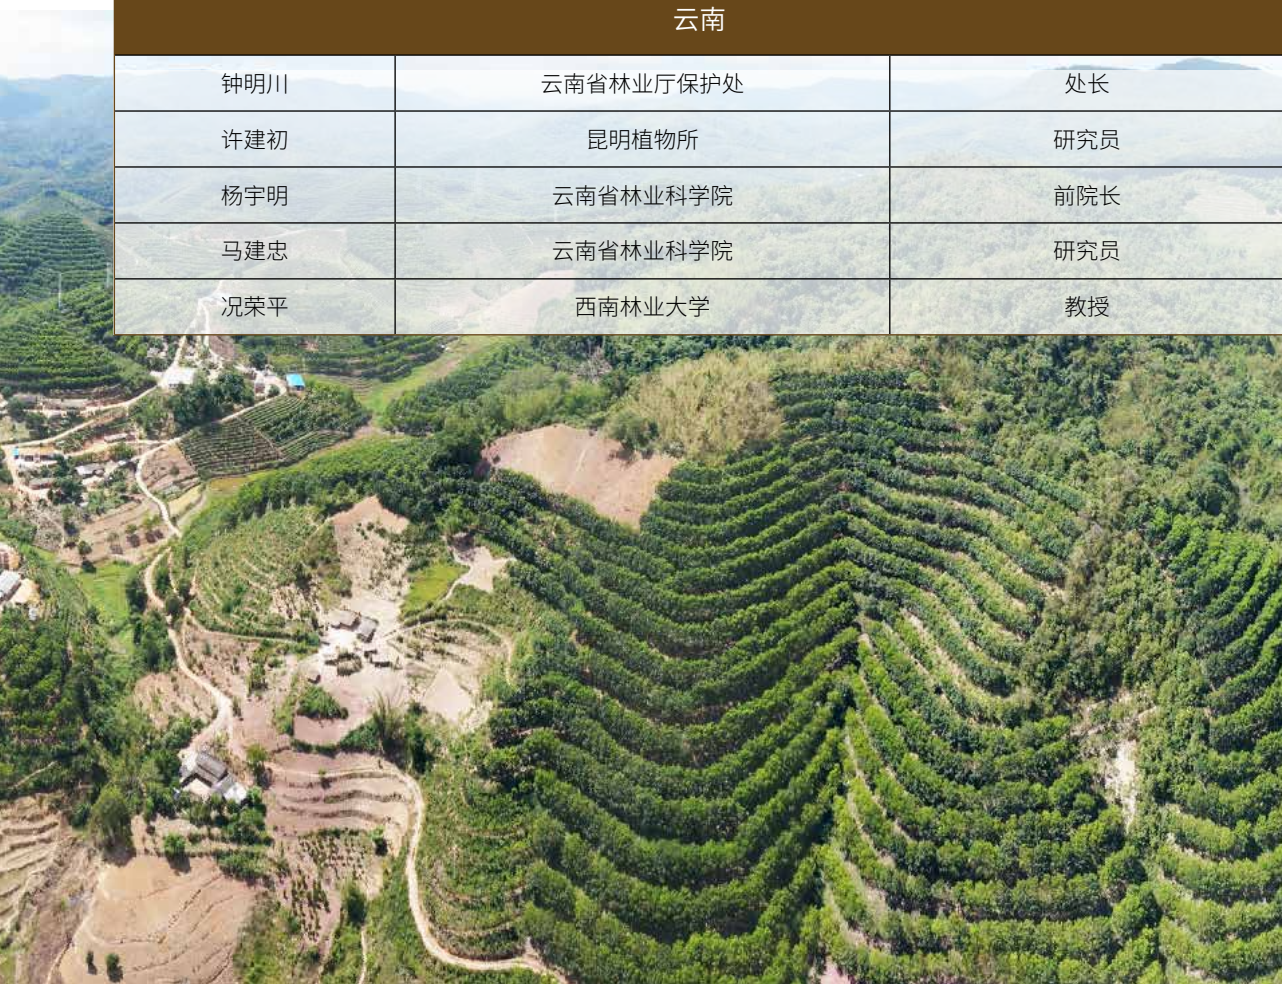 云南
钟明川 云南省林业厅保护处 处长
许建初 昆明植物所 研究员
杨宇明 云南省林业科学院 前院长
马建忠 云南省林业科学院 研究员
况荣平 西南林业大学 教授